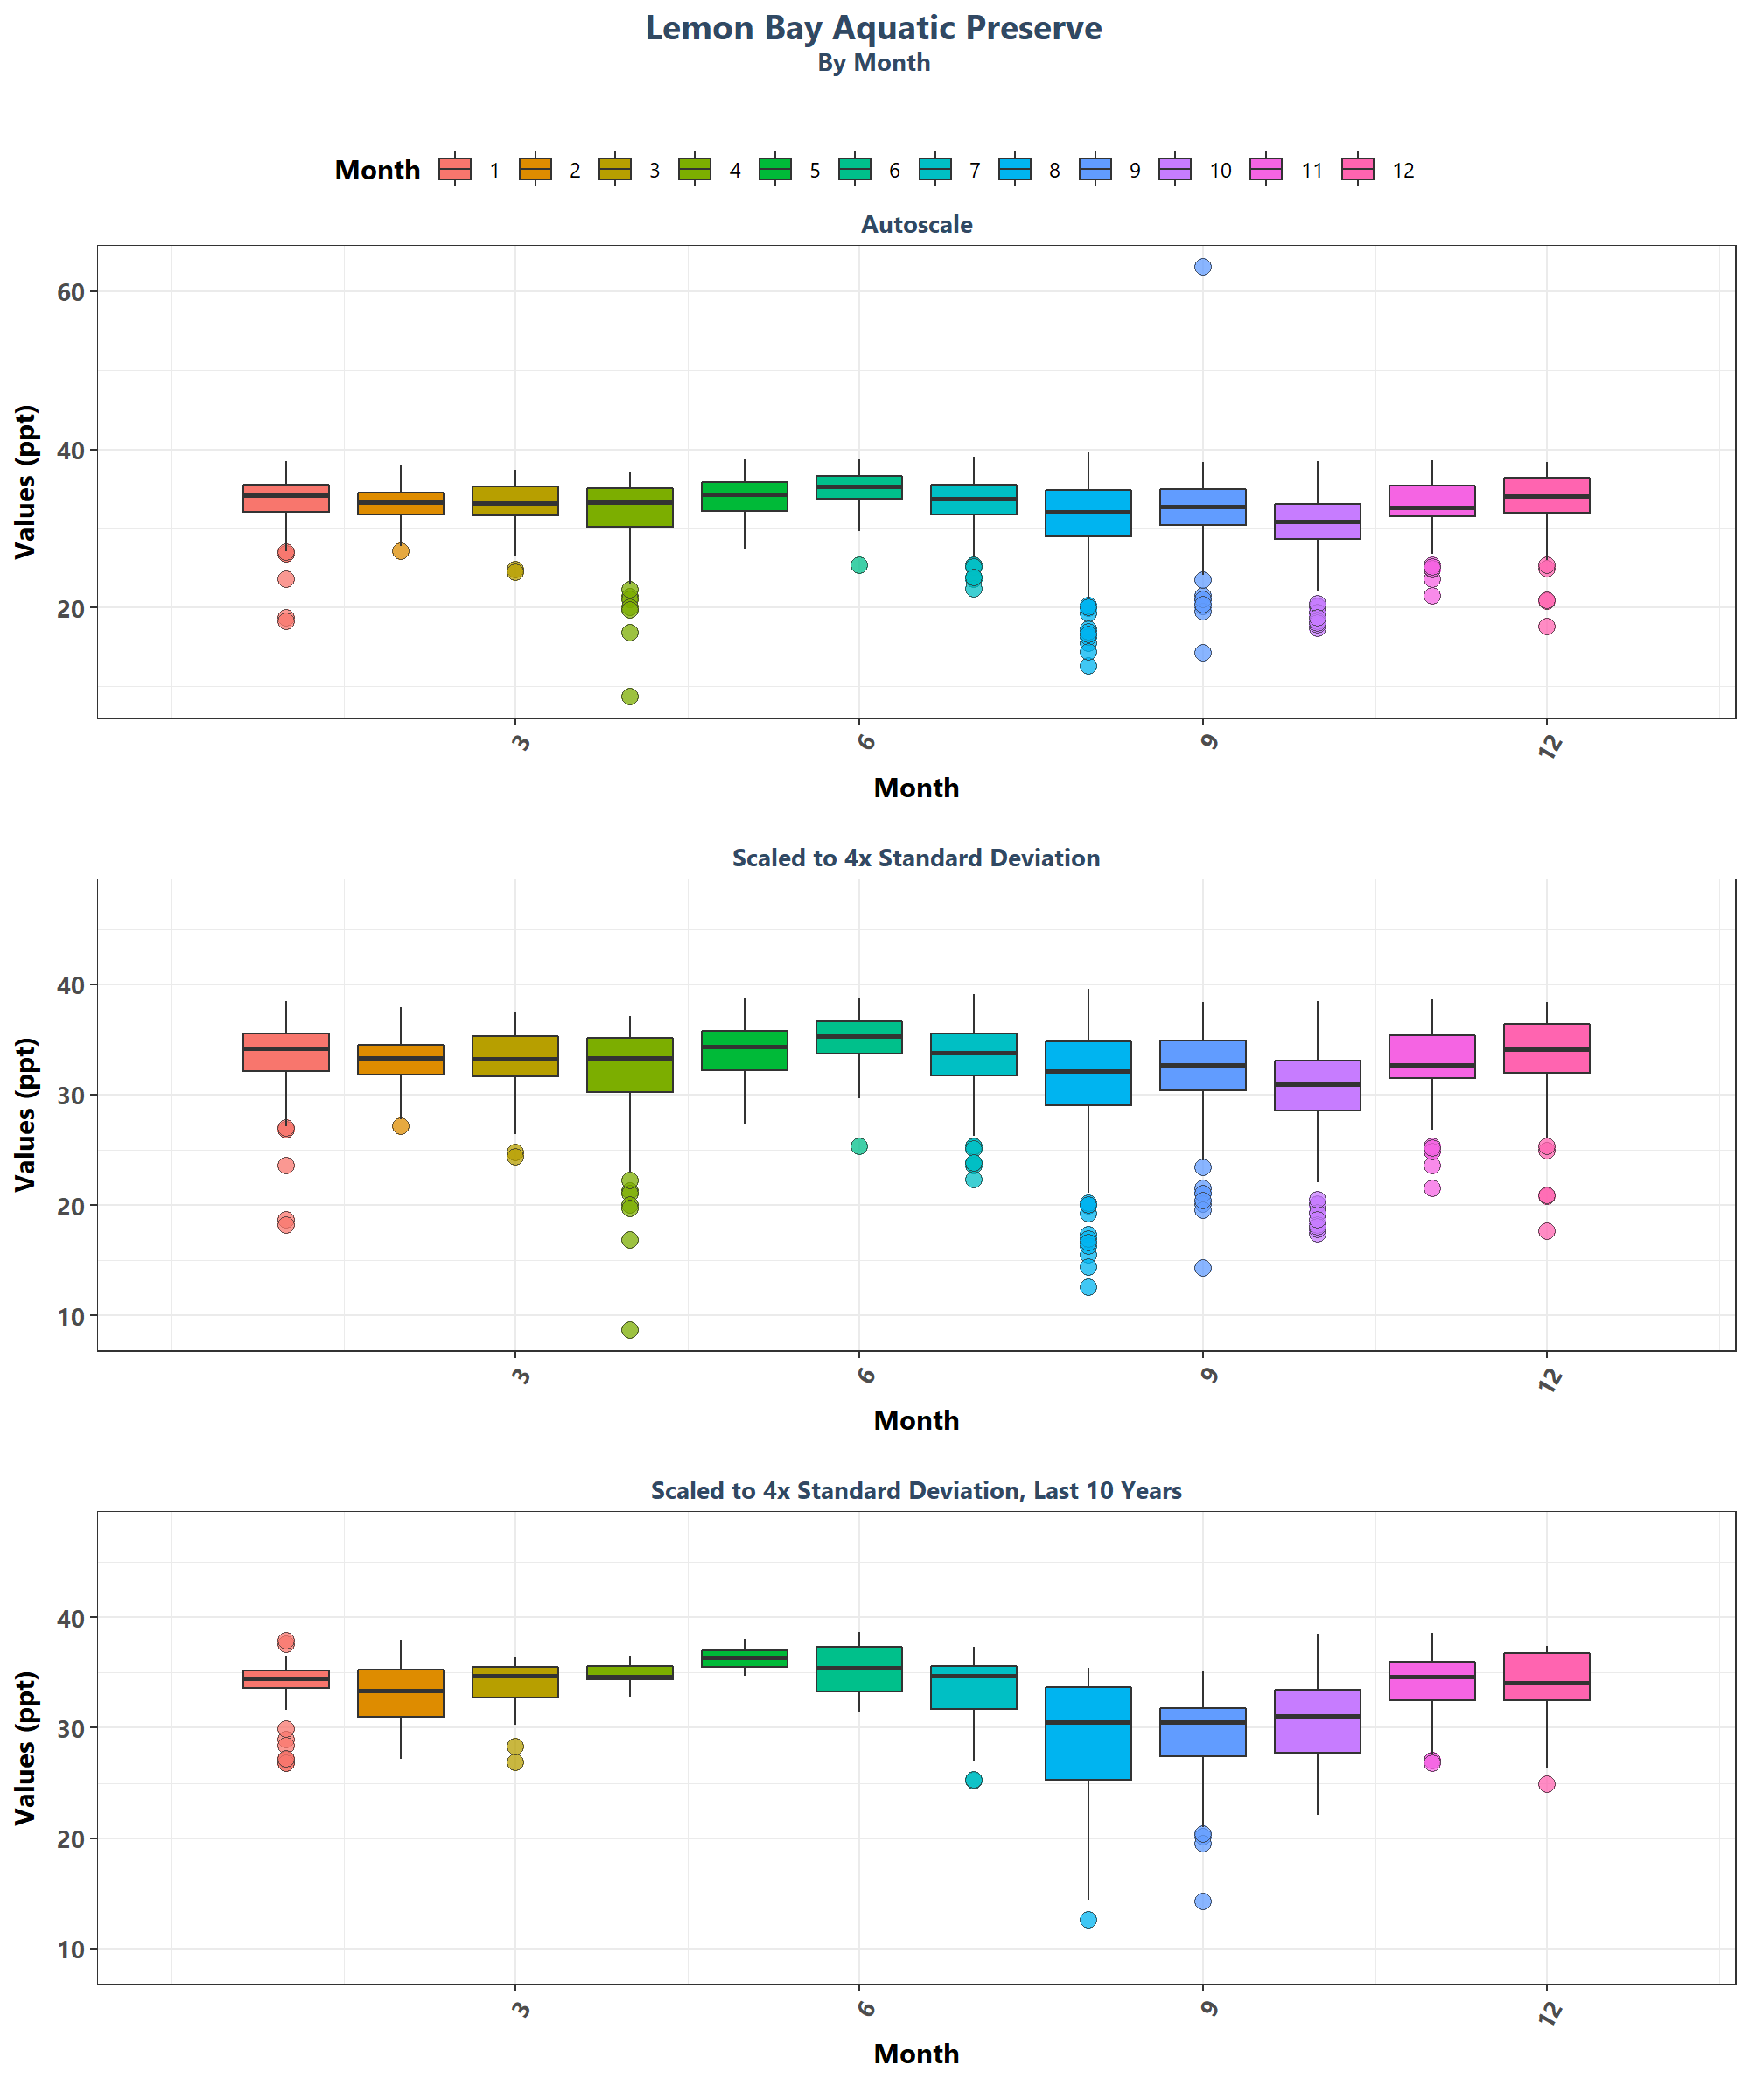 Lemon Bay Aquatic Preserve
By Month
Month 1 2 3 4 5 6 7 8 9 10 11 12
Autoscale
Values (ppt)
60
40
20
3 6 9 12
Month
Scaled to 4x Standard Deviation
Values (ppt)
40
30
20
10
3 6 9 12
Month
Scaled to 4x Standard Deviation, Last 10 Years
Values (ppt)
40
30
20
10
3 6 9 12
Month